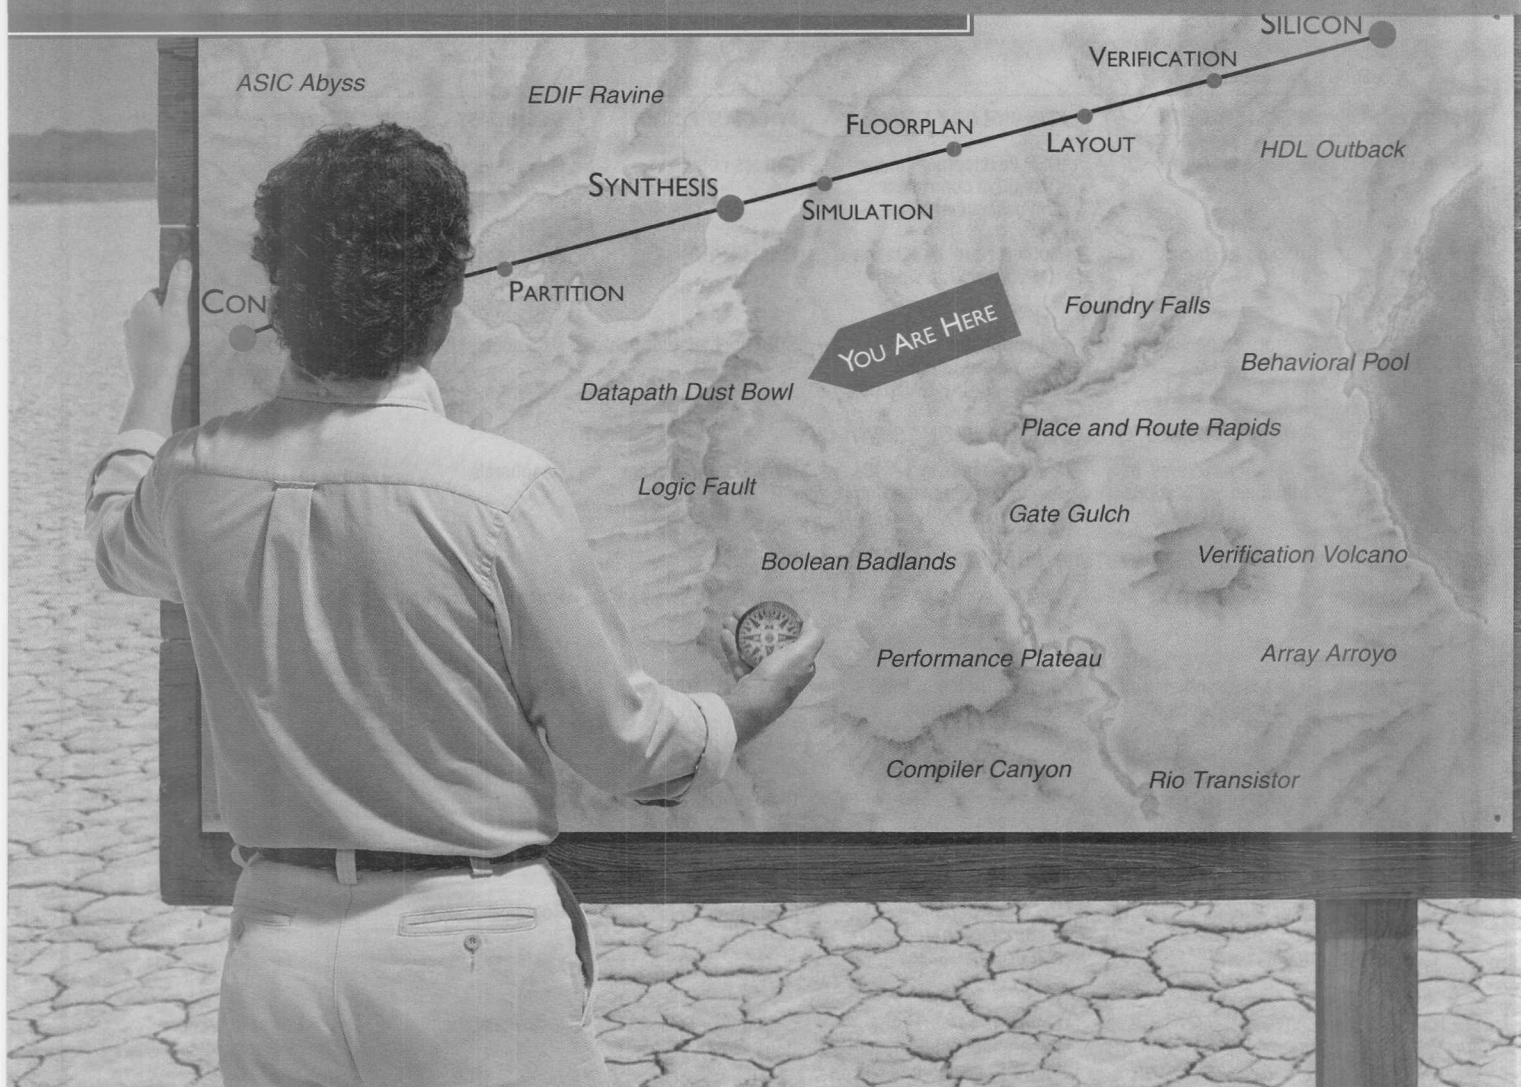 SILICON
VERIFICATION
ASIC Abyss
EDIF Ravine
FLOORPLAN
LAYOUT
HDL Outback
SYNTHESIS
SIMULATION
PARTITION
CON
YOU ARE HERE
Foundry Falls
Behavioral Pool
Datapath Dust Bowl
Place and Route Rapids
Logic Fault
Gate Gulch
Boolean Badlands
Verification Volcano
Performance Plateau
Array Arroyo
Compiler Canyon
Rio Transistor